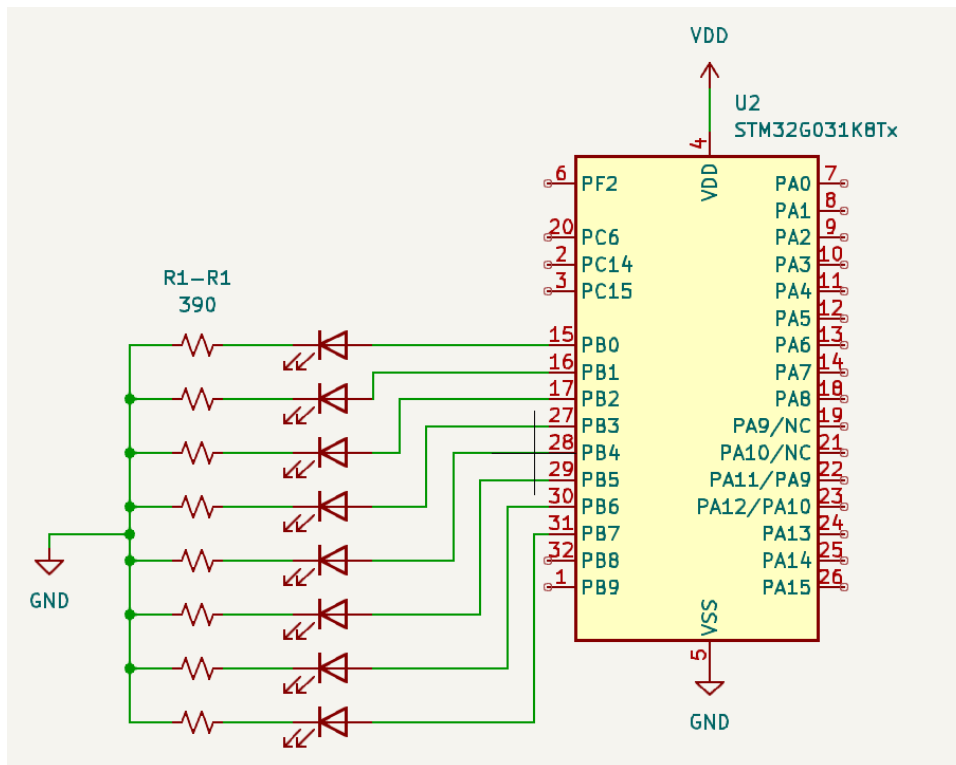 VDD
U2
STM32G031K8Tx
4
VDD
6 PF2
PA0 7
PA1 8
20 PC6
PA2 9
2 PC14
PA3 10
3 PC15
PA4 11
PA5 12
R1-R1
390
15 PB0
PA6 13
16 PB1
PA7 14
17 PB2
PA8 18
27 PB3
PA9/NC 19
28 PB4
PA10/NC 21
29 PB5
PA11/PA9 22
30 PB6
PA12/PA10 23
31 PB7
PA13 24
32 PB8
PA14 25
1 PB9
PA15 26
GND
VSS
5
GND